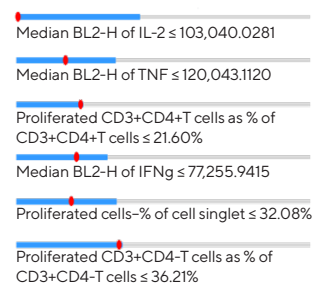 Median BL2-H of IL-2 ≤ 103,040.0281
Median BL2-H of TNF ≤ 120,043.1120
Proliferated CD3+CD4+T cells as % of
CD3+CD4+T cells ≤ 21.60%
Median BL2-H of IFNg ≤ 77,255.9415
Proliferated cells–% of cell singlet ≤ 32.08%
Proliferated CD3+CD4-T cells as % of
CD3+CD4-T cells ≤ 36.21%